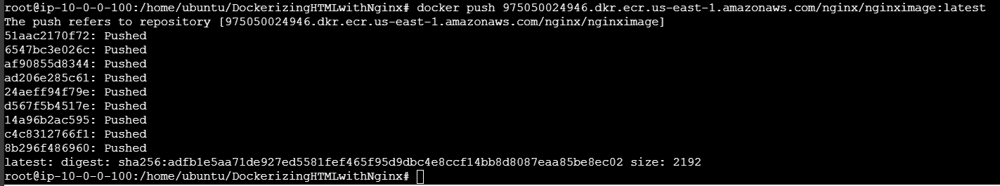 root@ip-10-0-0-100:/home/ubuntu/DockerizingHTMLwithNginx# docker push 975050024946.dkr.ecr.us-east-1.amazonaws.com/nginx/nginximage:latest
The push refers to repository [975050024946.dkr.ecr.us-east-1.amazonaws.com/nginx/nginximage]
51aac2170f72: Pushed
6547bc3e026c: Pushed
af90855d8344: Pushed
ad206e285c61: Pushed
24aeff94f79e: Pushed
d567f5b4517e: Pushed
14a96b2ac595: Pushed
c4c8312766f1: Pushed
8b296f486960: Pushed
latest: digest: sha256:adfb1e5aa71de927ed5581fef465f95d9dbc4e8ccf14bb8d8087eaa85be8ec02 size: 2192
root@ip-10-0-0-100:/home/ubuntu/DockerizingHTMLwithNginx#